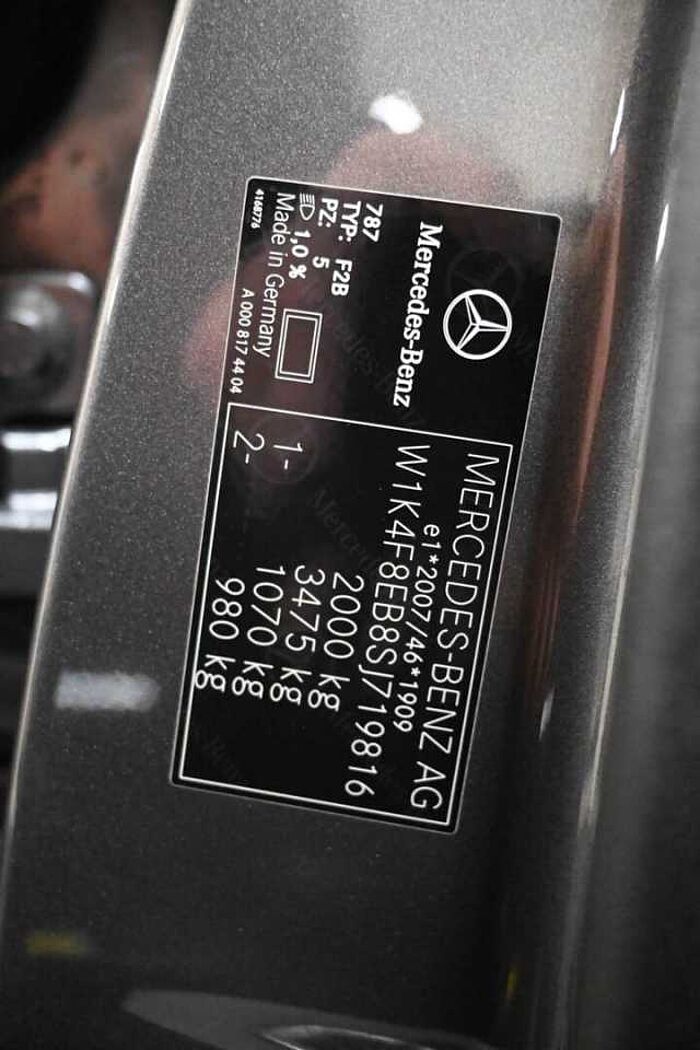 Mercedes-Benz
787
TYP: F2B
PZ: 5
1,0 %
Made in Germany
A 000 817 44 04
4168776
MERCEDES-BENZ AG
e1*2007/46*1909
W1K4F8EB8SJ719816
2000 kg
3475 kg
1- 1070 kg
2- 980 kg